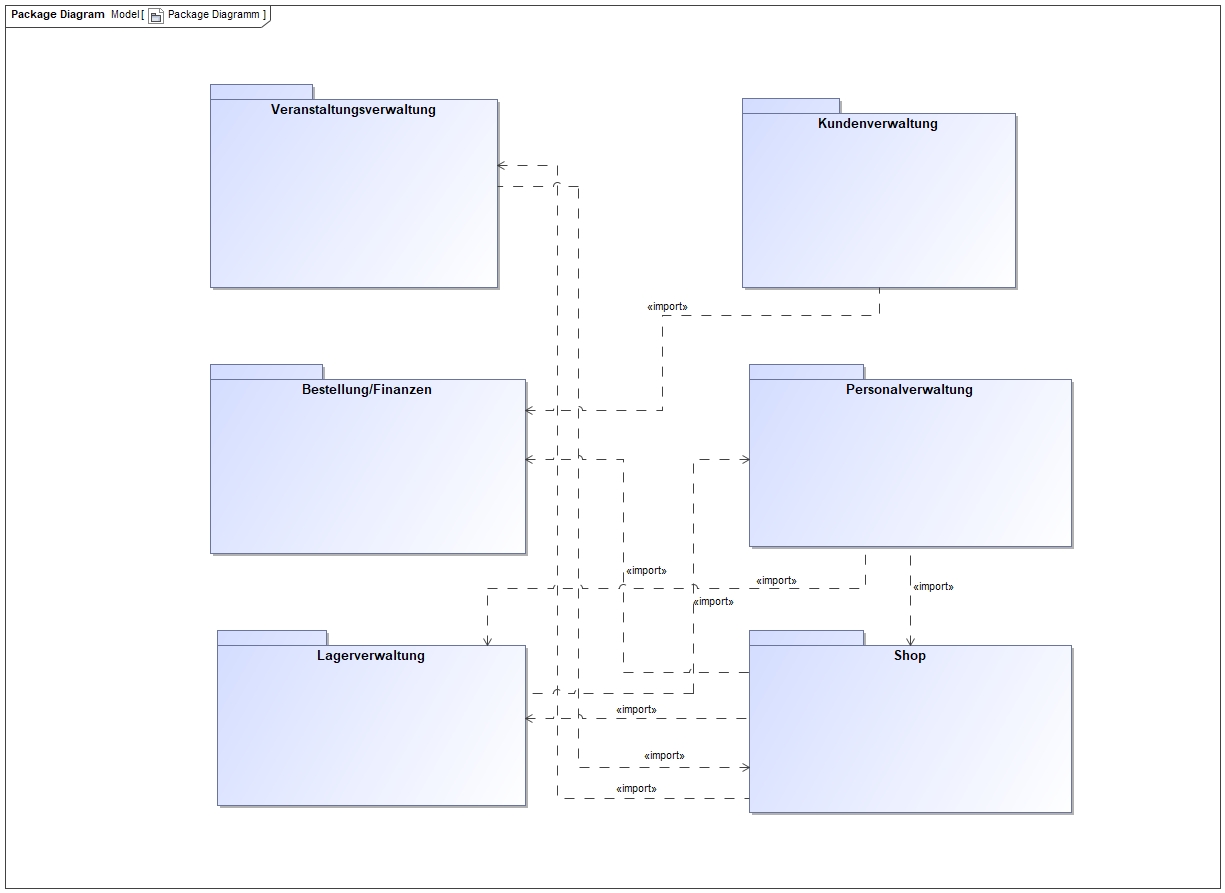 Package Diagram Model[ Package Diagramm ]
Veranstaltungsverwaltung
Kundenverwaltung
«import»
Bestellung/Finanzen
Personalverwaltung
«import»
«import»
«import»
«import»
Lagerverwaltung
Shop
«import»
«import»
«import»